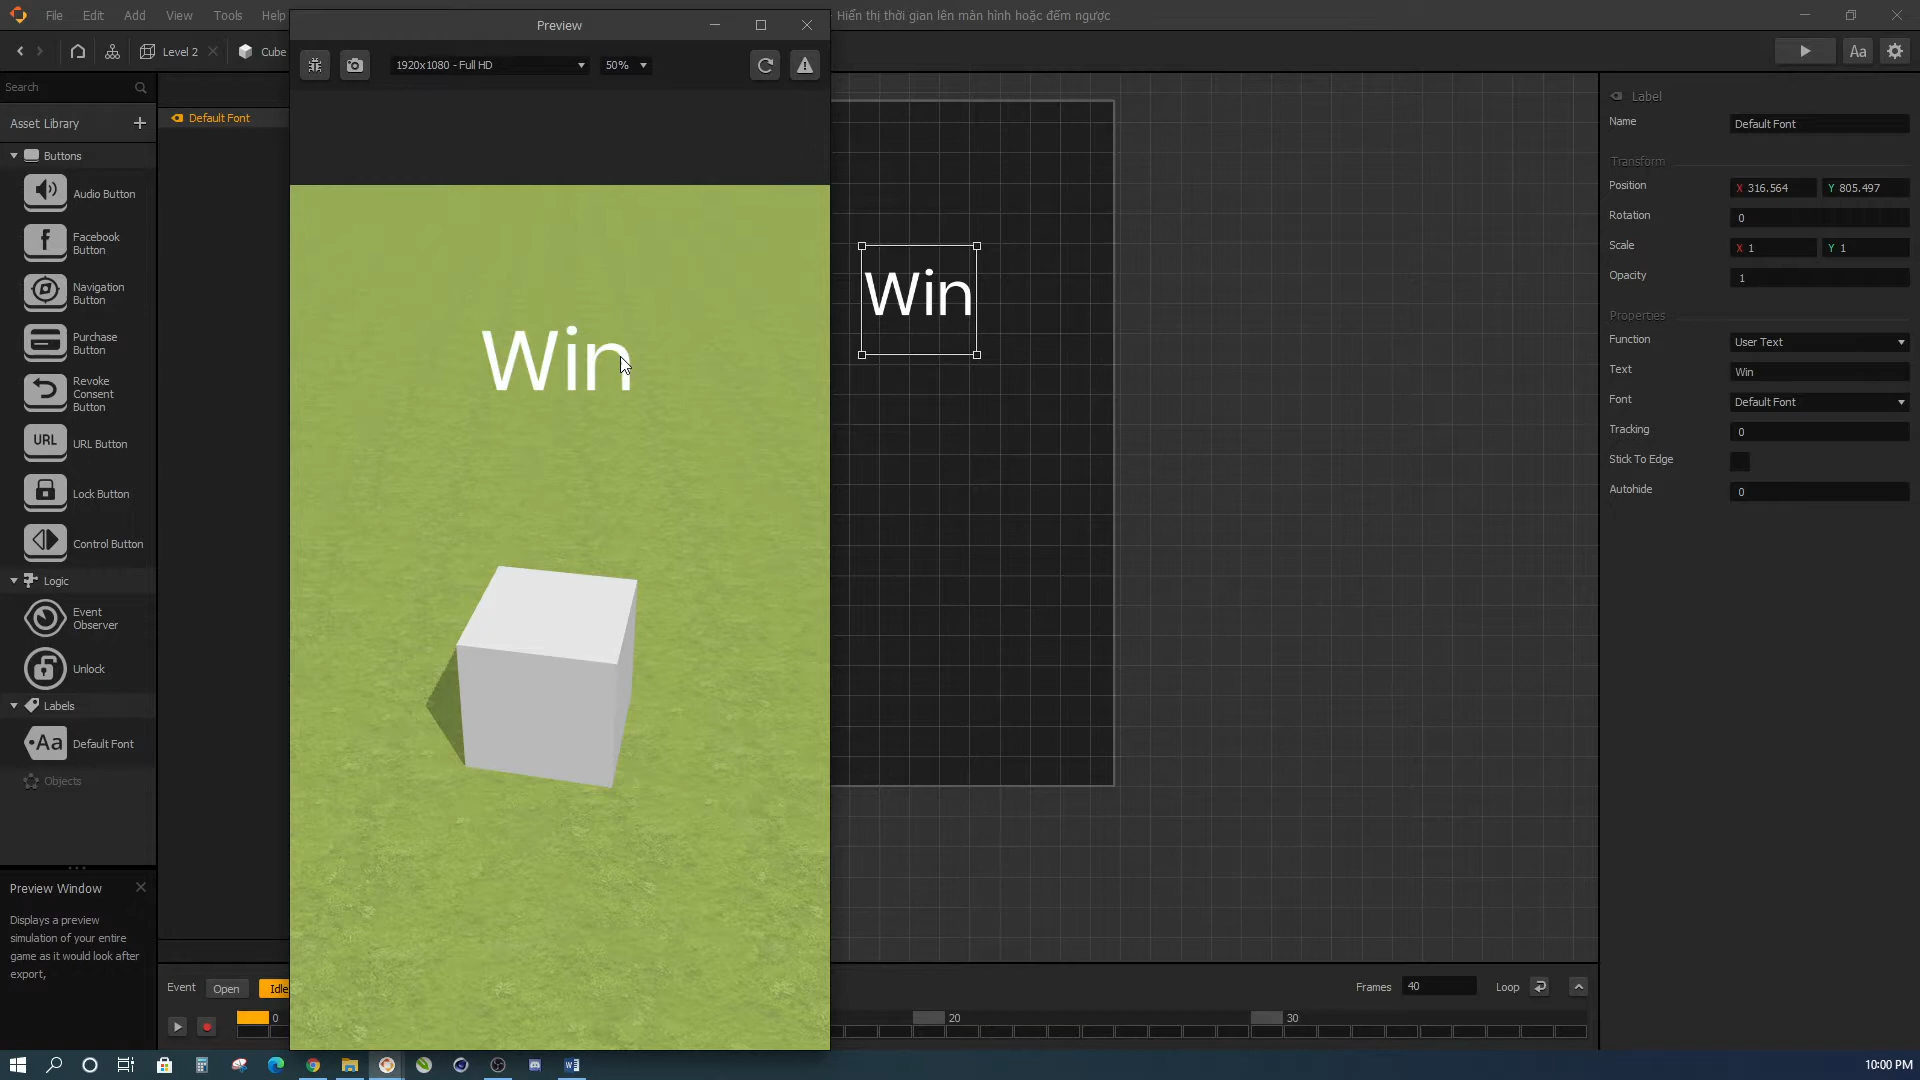 File Edit View Tools Help
Preview
Hiển thị thời gian lên màn hình hoặc đếm ngược
Level 2
Cube
1920x1080 - Full HD
50%
Aa
Search
Asset Library
Default Font
Buttons
Audio Button
Facebook
Button
Navigation
Button
Purchase
Button
Revoke
Consent
Button
URL
URL Button
Lock Button
Control Button
Logic
Event
Observer
Unlock
Labels
Aa
Default Font
Objects
Preview Window
Displays a preview
simulation of your entire
game as it would look after
export,
Win
Win
Label
Name
Default Font
Transform
Position
X 316.564
Y 805.497
Rotation
0
Scale
X 1
Y 1
Opacity
1
Properties
Function
User Text
Text
Win
Font
Default Font
Tracking
0
Stick To Edge
Autohide
0
Event
Open
Idle
Frames
40
Loop
0
20
30
10:00 PM